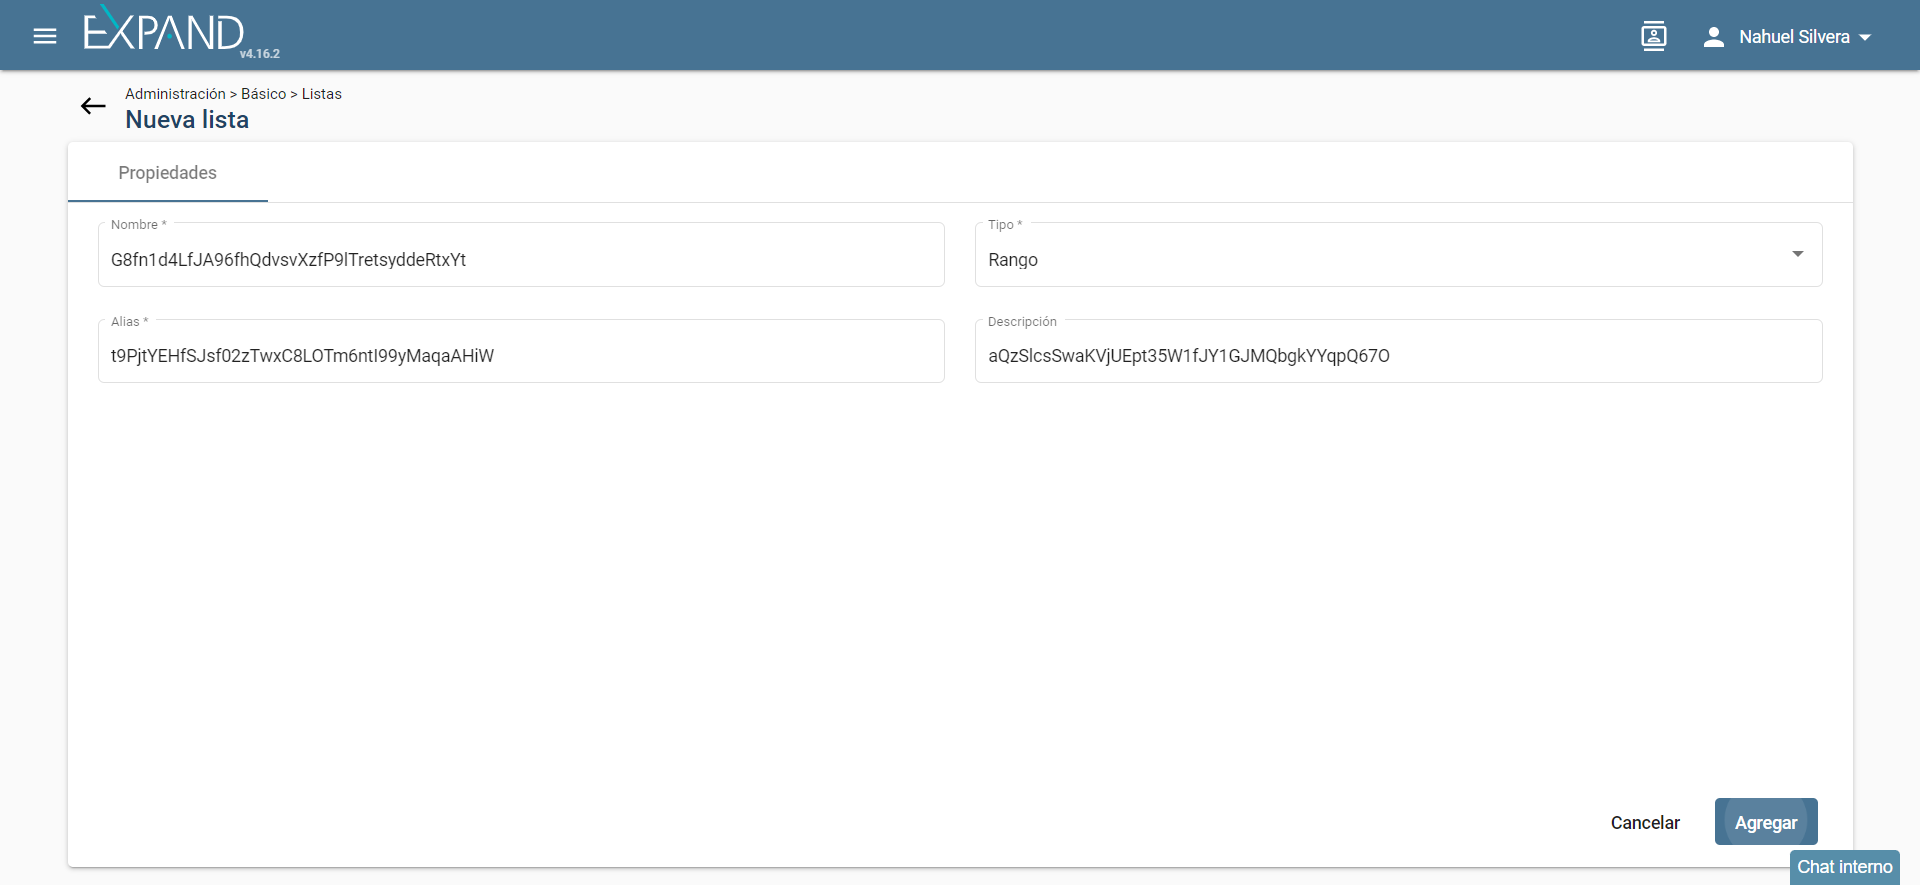 EXPAND
v4.16.2
Nahuel Silvera
Administración > Básico > Listas
Nueva lista
Propiedades
Nombre *
G8fn1d4LfJA96fhQdvsvXzfP9lTretsyddeRtxYt
Tipo *
Rango
Alias *
t9PjtYEHfSJsf02zTwxC8LOTm6ntI99yMaqaAHiW
Descripción
aQzSlcsSwaKVjUEpt35W1fJY1GJMQbgkYYqpQ67O
Cancelar
Agregar
Chat interno